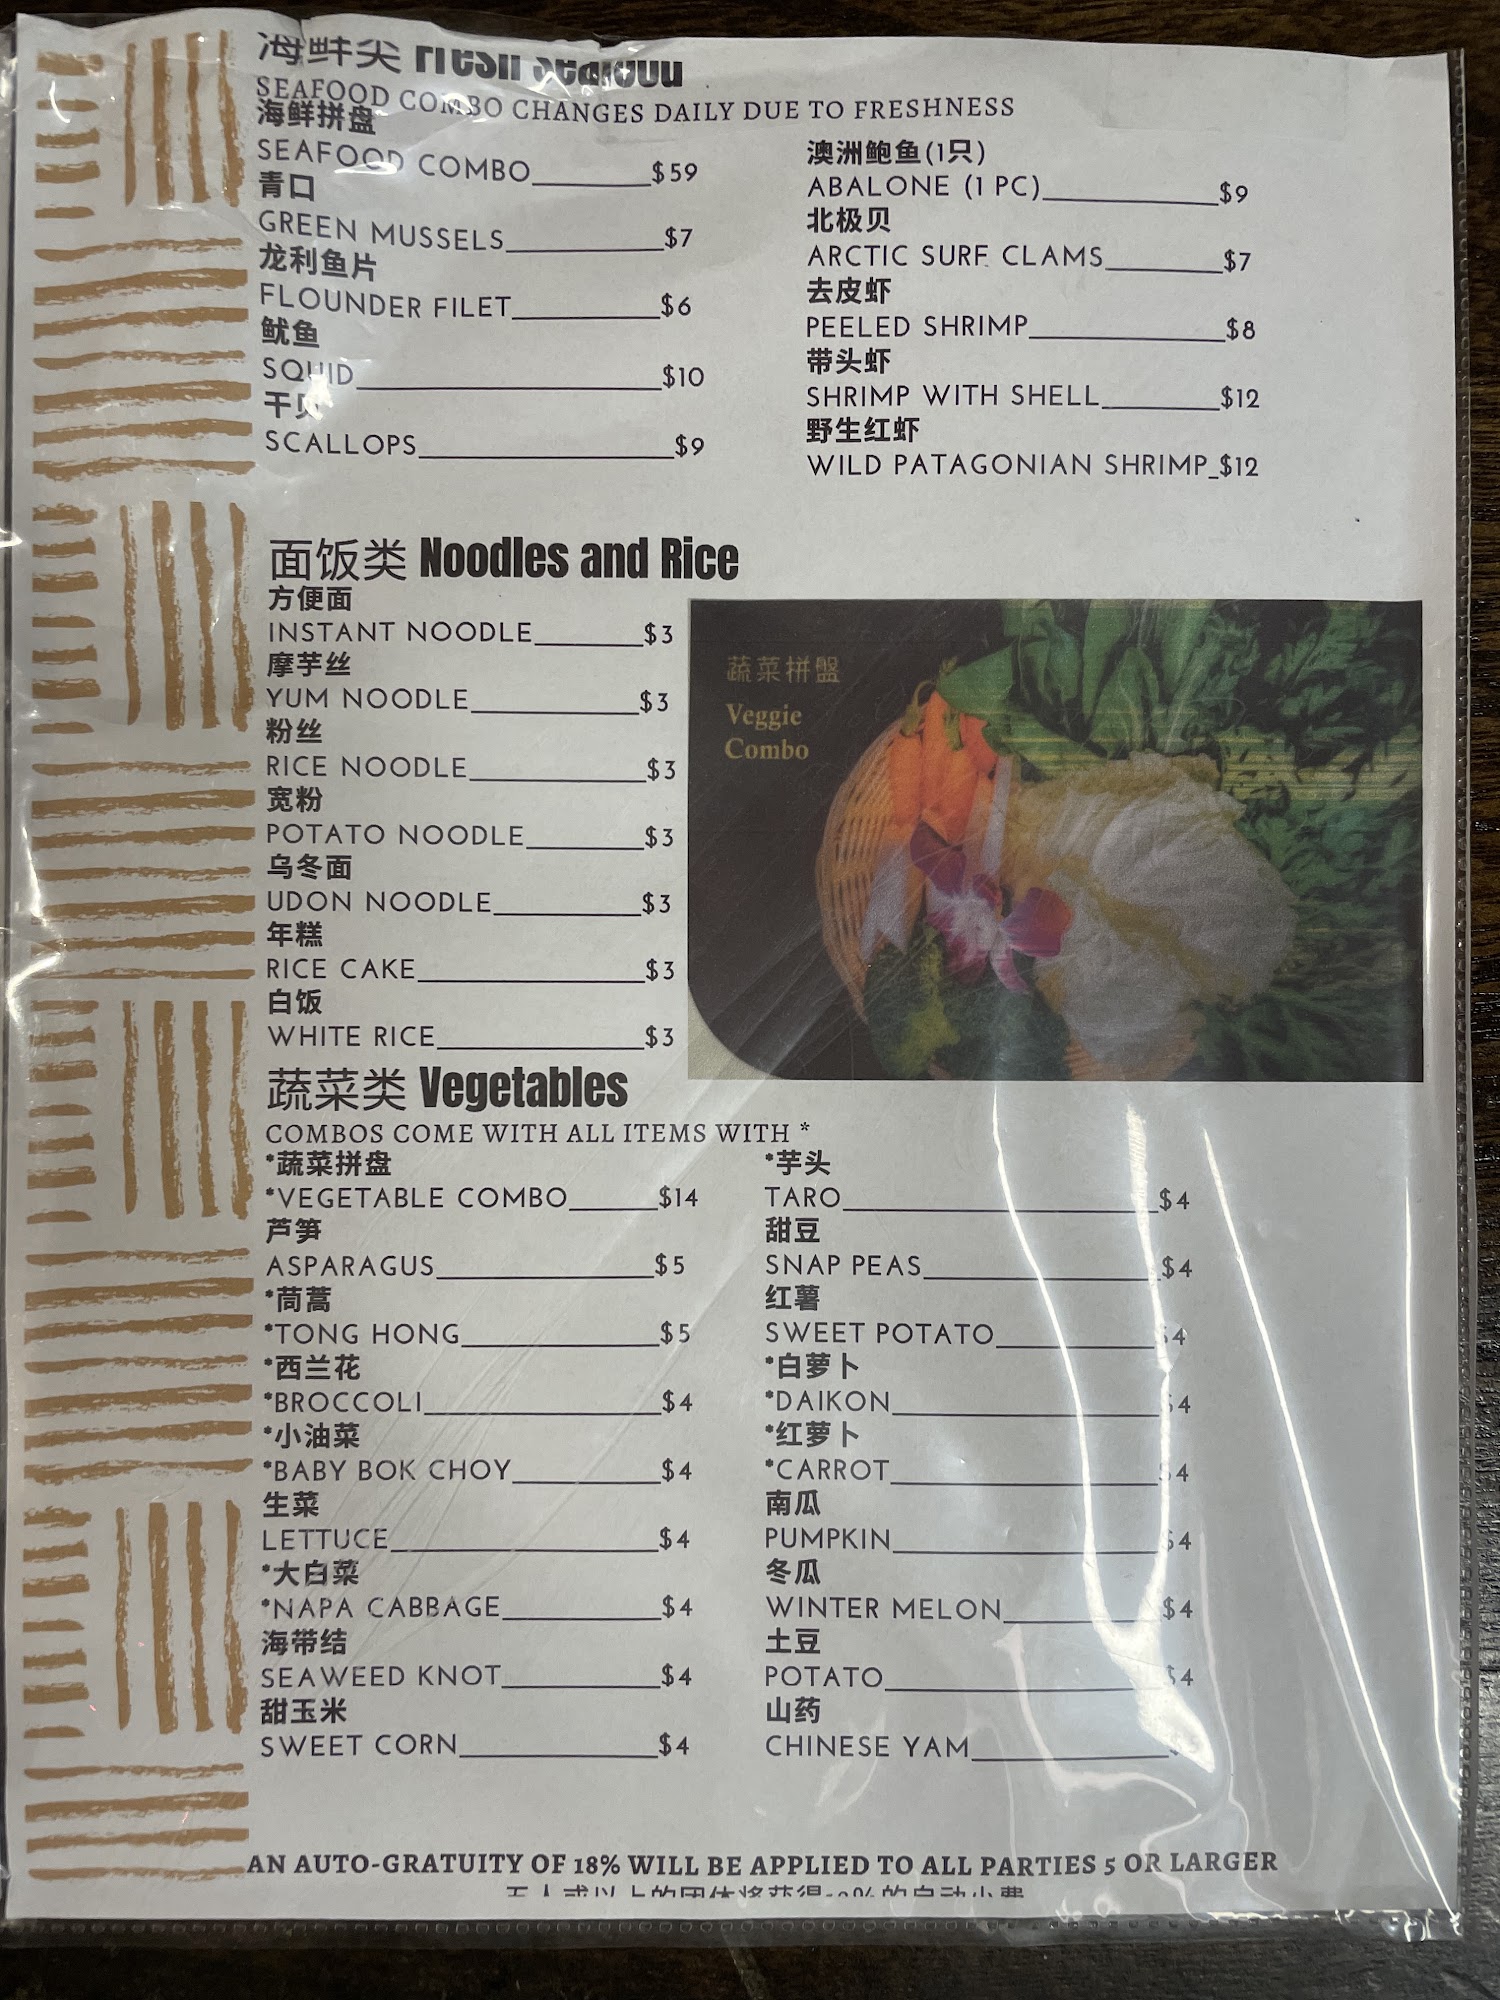 海鲜类 Fresh Seafood
SEAFOOD COMBO CHANGES DAILY DUE TO FRESHNESS
海鲜拼盘
SEAFOOD COMBO $59
青口
GREEN MUSSELS $7
龙利鱼片
FLOUNDER FILET $6
鱿鱼
SQUID $10
干贝
SCALLOPS $9
澳洲鲍鱼(1只)
ABALONE (1 PC) $9
北极贝
ARCTIC SURF CLAMS $7
去皮虾
PEELED SHRIMP $8
带头虾
SHRIMP WITH SHELL $12
野生红虾
WILD PATAGONIAN SHRIMP $12
面饭类 Noodles and Rice
方便面
INSTANT NOODLE $3
摩芋丝
YUM NOODLE $3
粉丝
RICE NOODLE $3
宽粉
POTATO NOODLE $3
乌冬面
UDON NOODLE $3
年糕
RICE CAKE $3
白饭
WHITE RICE $3
蔬菜拼盤
Veggie
Combo
蔬菜类 Vegetables
COMBOS COME WITH ALL ITEMS WITH *
*蔬菜拼盘
*VEGETABLE COMBO $14
芦笋
ASPARAGUS $5
*茼蒿
*TONG HONG $5
*西兰花
*BROCCOLI $4
*小油菜
*BABY BOK CHOY $4
生菜
LETTUCE $4
*大白菜
*NAPA CABBAGE $4
海带结
SEAWEED KNOT $4
甜玉米
SWEET CORN $4
*芋头
TARO $4
甜豆
SNAP PEAS $4
红薯
SWEET POTATO $4
*白萝卜
*DAIKON $4
*红萝卜
*CARROT $4
南瓜
PUMPKIN $4
冬瓜
WINTER MELON $4
土豆
POTATO $4
山药
CHINESE YAM
AN AUTO-GRATUITY OF 18% WILL BE APPLIED TO ALL PARTIES 5 OR LARGER